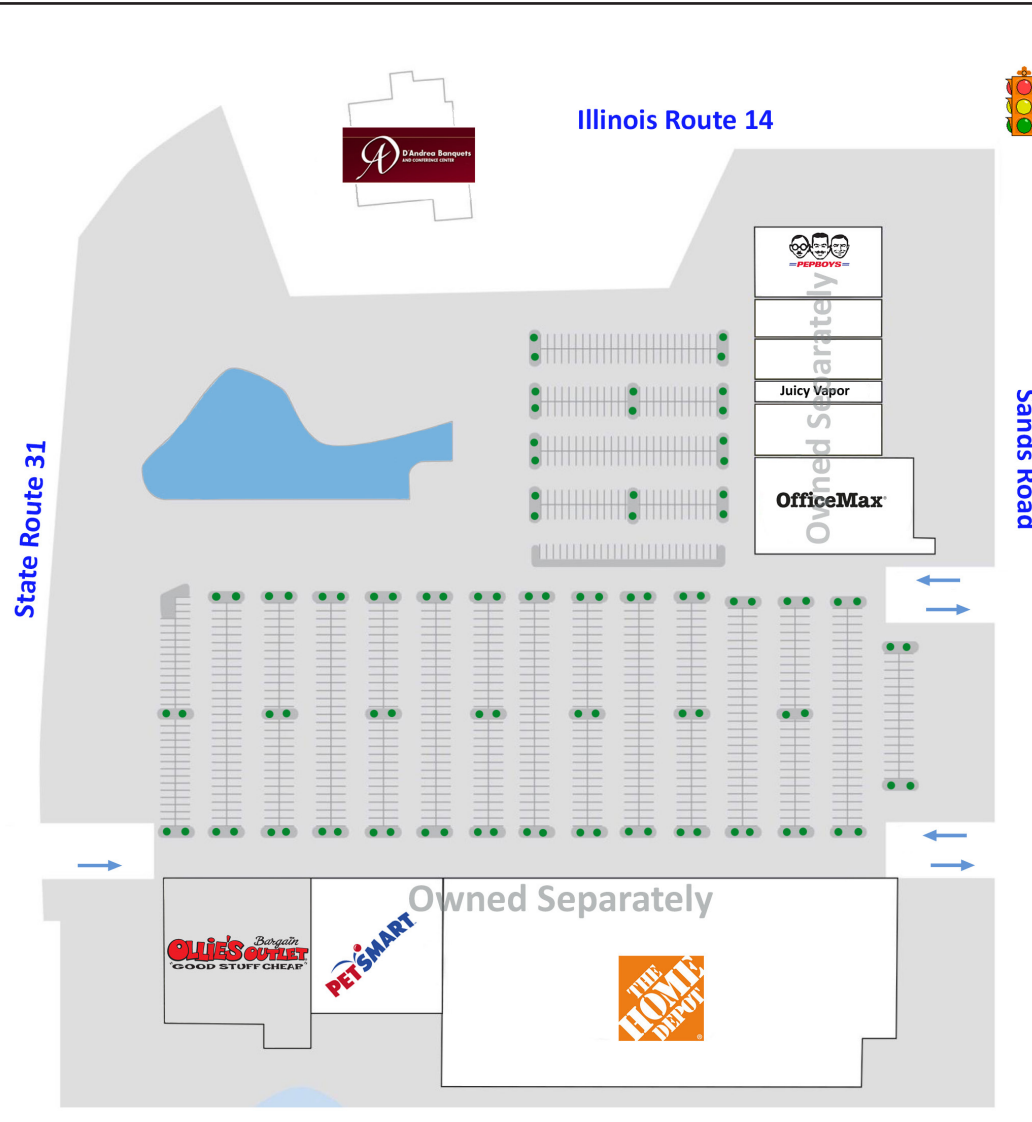 Illinois Route 14
D'Andrea Banquets
AND CONFERENCE CENTER
PEPBOYS
Owned Separately
Juicy Vapor
OfficeMax
Sands Road
State Route 31
Owned Separately
OLLIE'S Bargain
OUTLET
"GOOD STUFF CHEAP"
PETSMART
THE
HOME
DEPOT